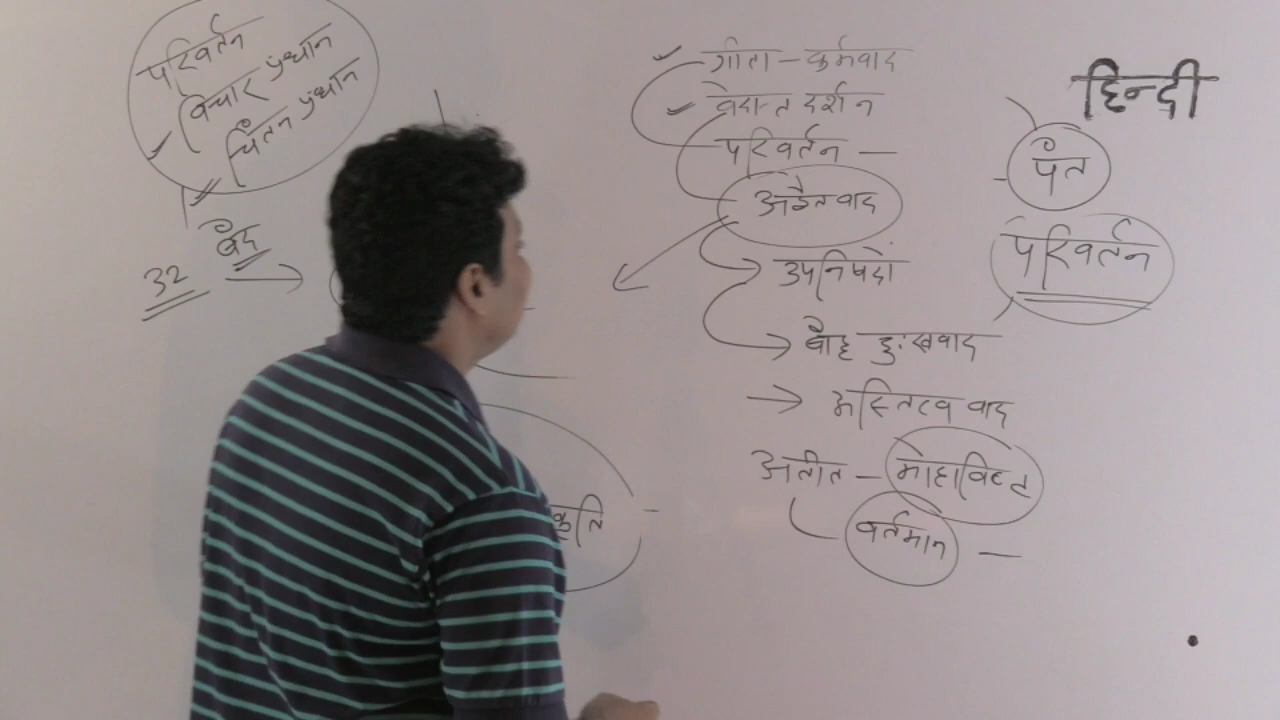 परिवर्तन
विचार प्रधान
चिंतन प्रधान
32 बैंद
कृति
गीता – कर्मवाद
वेदान्त दर्शन
परिवर्तन –
अद्वैतवाद
उपनिषदों
बौद्ध दुःखवाद
अस्तित्व वाद
अतीत – मोहाविष्ट
वर्तमान –
हिन्दी
पंत
परिवर्तन